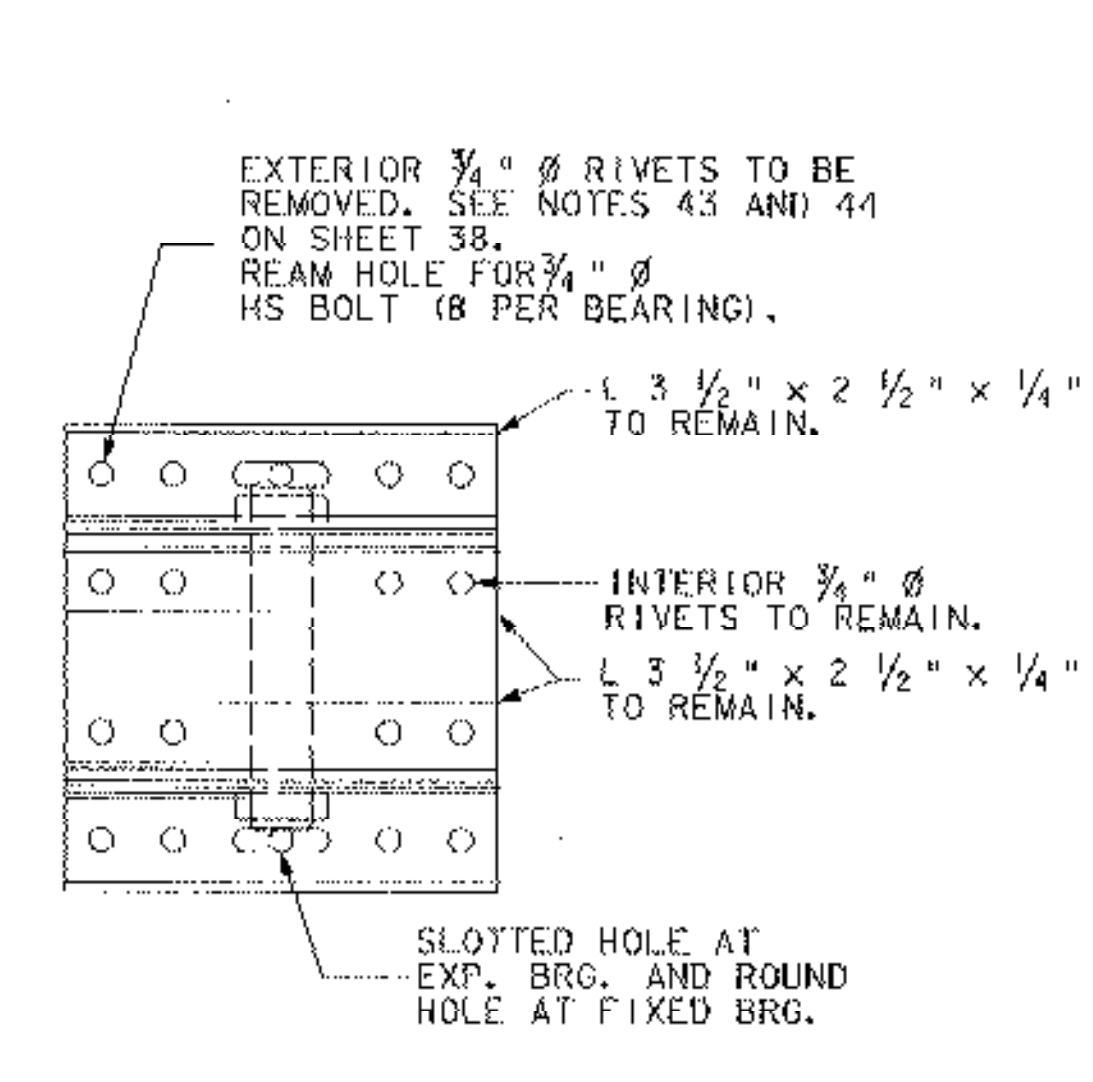 EXTERIOR 3/4" Ø RIVETS TO BE
REMOVED. SEE NOTES 43 AND 44
ON SHEET 38.
REAM HOLE FOR 3/4" Ø
HS BOLT (8 PER BEARING).
L 3 1/2" x 2 1/2" x 1/4"
TO REMAIN.
INTERIOR 3/4" Ø
RIVETS TO REMAIN.
L 3 1/2" x 2 1/2" x 1/4"
TO REMAIN.
SLOTTED HOLE AT
EXP. BRG. AND ROUND
HOLE AT FIXED BRG.